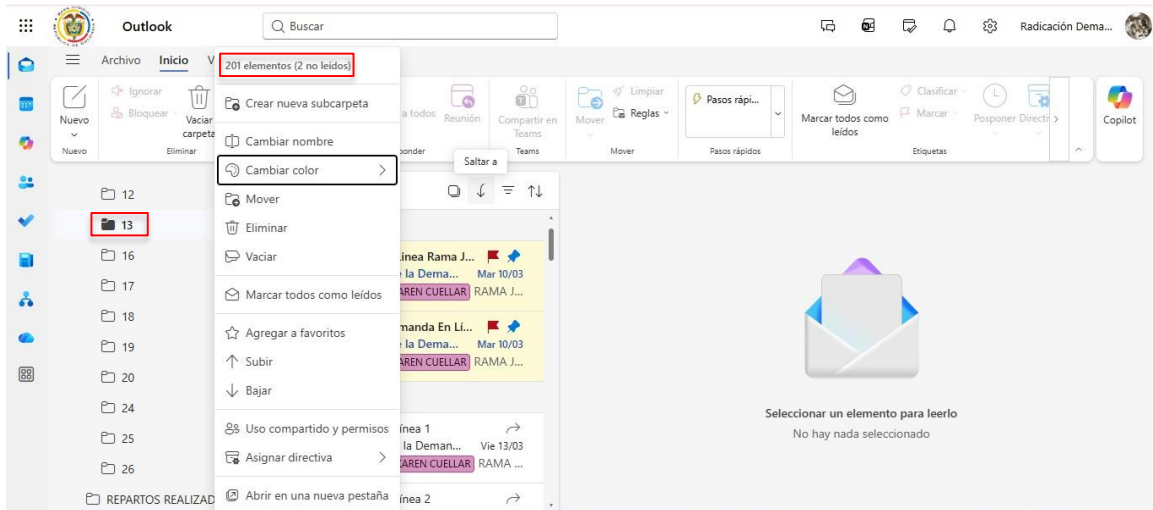 Outlook
Buscar
Radicación Dema...
Archivo Inicio V
201 elementos (2 no leídos)
Nuevo
Ignorar
Bloquear
Vaciar
carpeta
a todos
Reunión
Compartir en
Teams
Mover
Limpiar
Reglas
Pasos rápi...
Marcar todos como
leídos
Clasificar
Marcar
Posponer
Directiv
Copilot
Nuevo
Eliminar
ponder
Teams
Mover
Pasos rápidos
Etiquetas
Crear nueva subcarpeta
Cambiar nombre
Cambiar color
Mover
Eliminar
Vaciar
Marcar todos como leídos
Agregar a favoritos
Subir
Bajar
Uso compartido y permisos
Asignar directiva
Abrir en una nueva pestaña
Saltar a
12
13
16
17
18
19
20
24
25
26
REPARTOS REALIZAD
ínea Rama J...
la Dema... Mar 10/03
AREN CUELLAR RAMA J...
manda En Lí...
la Dema... Mar 10/03
AREN CUELLAR RAMA J...
ínea 1
la Deman... Vie 13/03
KAREN CUELLAR RAMA ...
ínea 2
Seleccionar un elemento para leerlo
No hay nada seleccionado